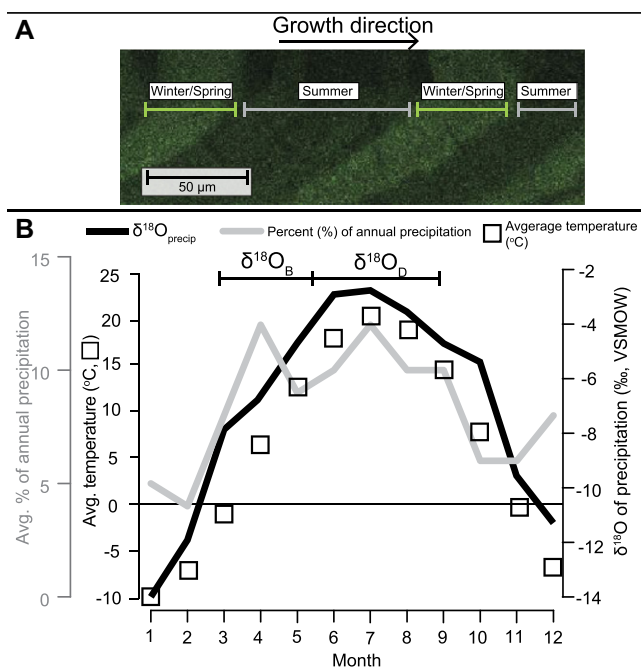 A
Growth direction
Winter/Spring
Summer
Winter/Spring
Summer
50 µm
B
δ18Oprecip
Percent (%) of annual precipitation
Avgerage temperature
(oC)
δ18OB
δ18OD
15
10
5
0
Avg. % of annual precipitation
25
20
15
10
5
0
-5
-10
Avg. temperature (oC, □)
-2
-4
-6
-8
-10
-12
-14
δ18O of precipitation (‰, VSMOW)
1 2 3 4 5 6 7 8 9 10 11 12
Month